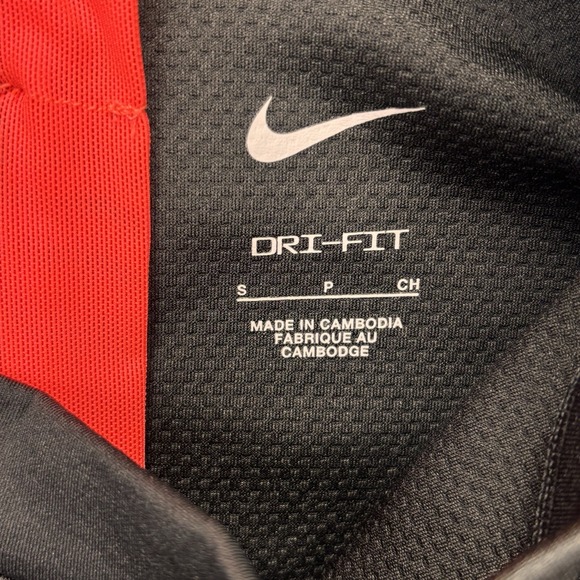 DRI-FIT
S P CH
MADE IN CAMBODIA
FABRIQUE AU
CAMBODGE